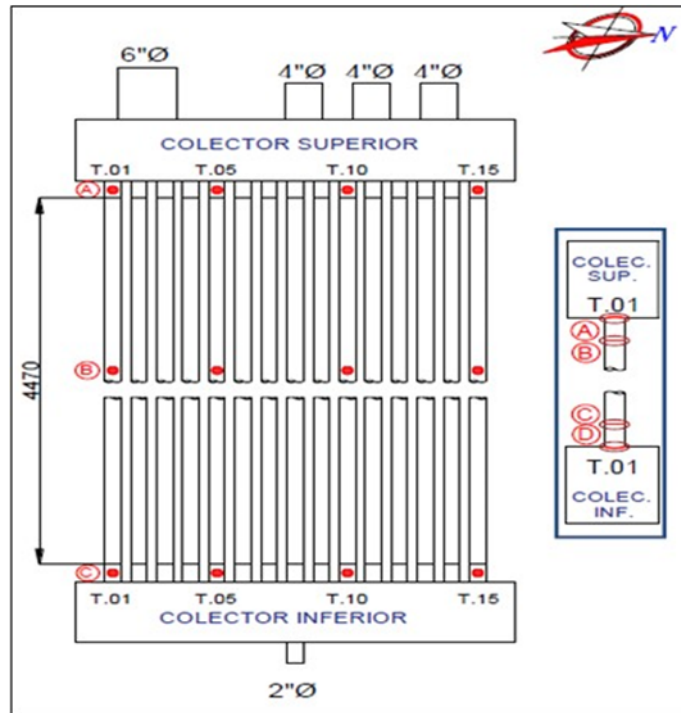 N
6"Ø
4"Ø 4"Ø 4"Ø
COLECTOR SUPERIOR
T.01 T.05 T.10 T.15
A
B
4470
C
T.01 T.05 T.10 T.15
COLECTOR INFERIOR
2"Ø
COLEC.
SUP.
T.01
A
B
C
D
T.01
COLEC.
INF.